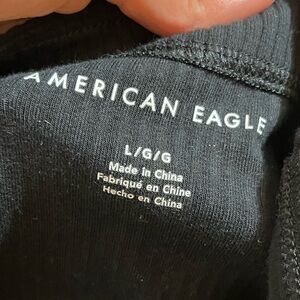 AMERICAN EAGLE
L/G/G
Made in China
Fabriqué en Chine
Hecho en China